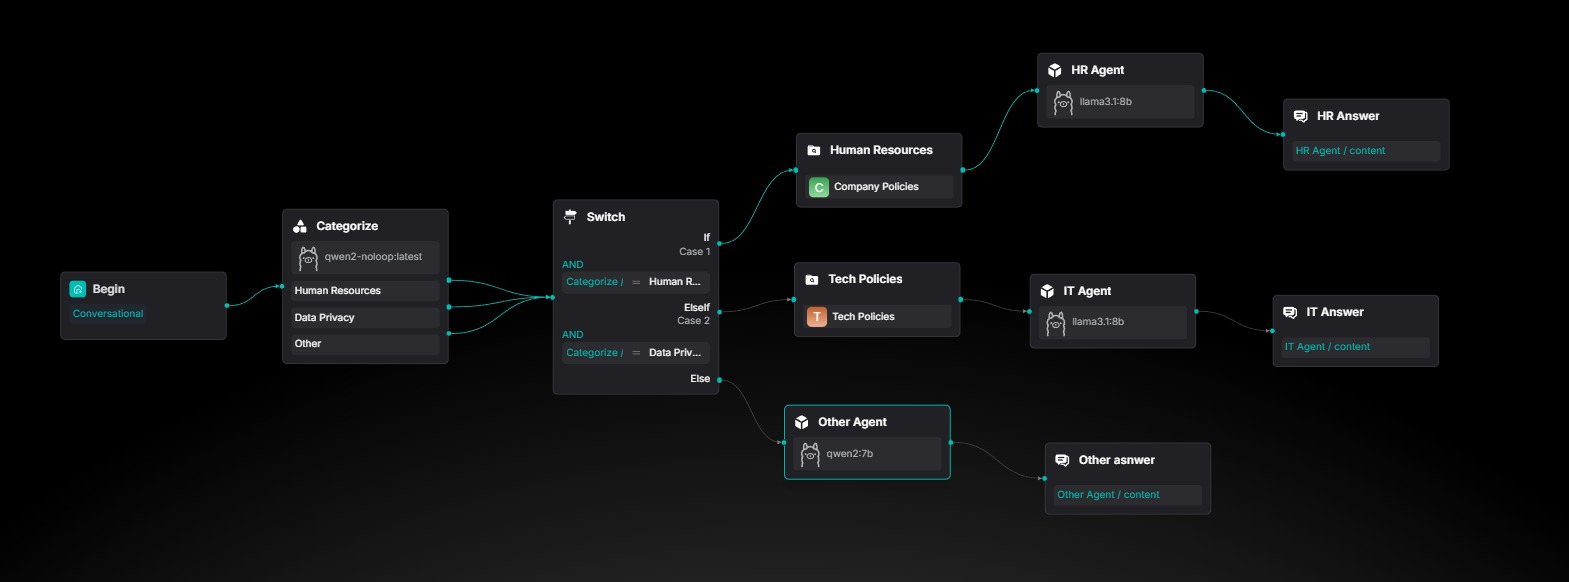 Begin
Conversational
Categorize
qwen2-noloop:latest
Human Resources
Data Privacy
Other
Switch
If
Case 1
AND
Categorize / = Human R...
ElseIf
Case 2
AND
Categorize / = Data Priv...
Else
Human Resources
C Company Policies
HR Agent
llama3.1:8b
HR Answer
HR Agent / content
Tech Policies
T Tech Policies
IT Agent
llama3.1:8b
IT Answer
IT Agent / content
Other Agent
qwen2:7b
Other asnwer
Other Agent / content